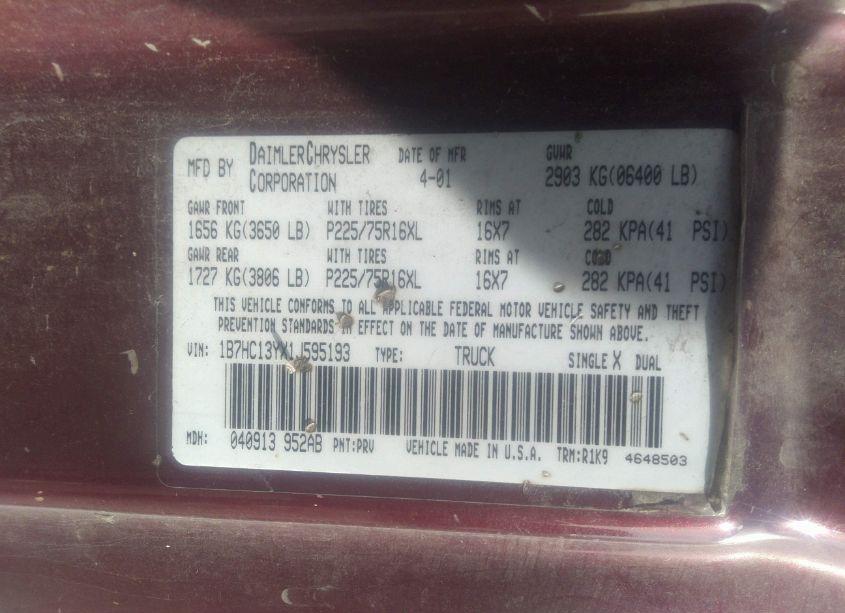 MFD BY DAIMLERCHRYSLER CORPORATION DATE OF MFR 4-01 GVWR 2903 KG(06400 LB)
GAWR FRONT WITH TIRES RIMS AT COLD
1656 KG(3650 LB) P225/75R16XL 16X7 282 KPA(41 PSI)
GAWR REAR WITH TIRES RIMS AT COLD
1727 KG(3806 LB) P225/75R16XL 16X7 282 KPA(41 PSI)
THIS VEHICLE CONFORMS TO ALL APPLICABLE FEDERAL MOTOR VEHICLE SAFETY AND THEFT
PREVENTION STANDARDS IN EFFECT ON THE DATE OF MANUFACTURE SHOWN ABOVE.
VIN: 1B7HC13YX1J595193 TYPE: TRUCK SINGLE X DUAL
MDH: 040913 952AB PNT:PRV VEHICLE MADE IN U.S.A. TRM:R1K9 4648503